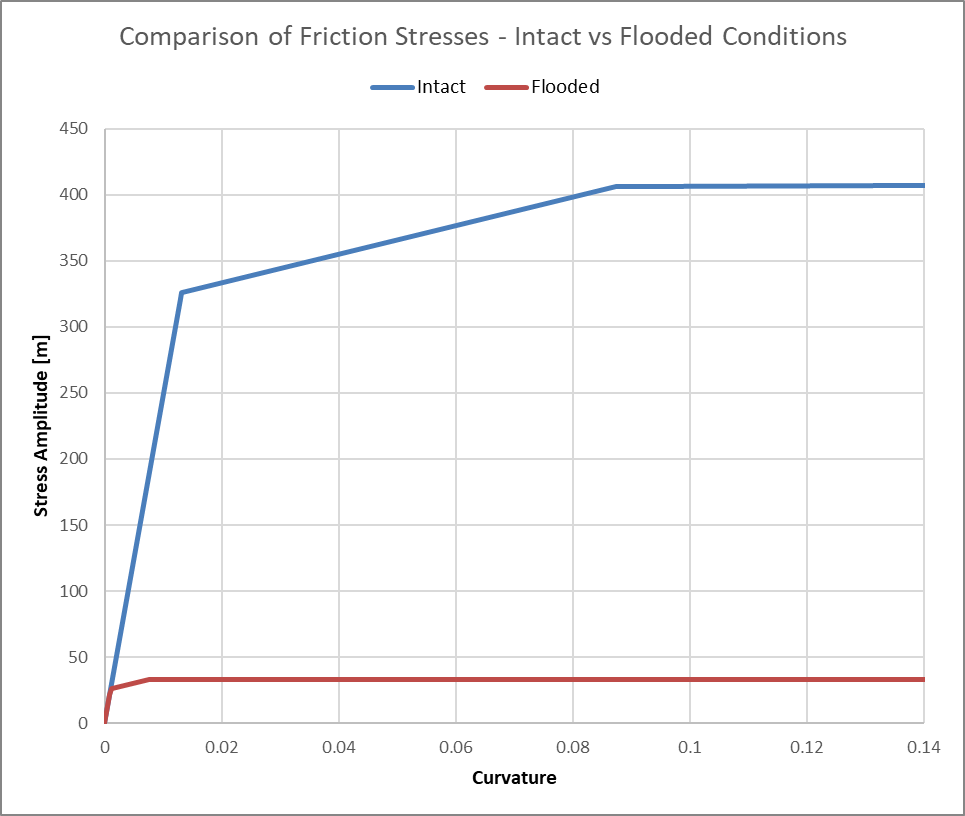 Comparison of Friction Stresses - Intact vs Flooded Conditions
Intact Flooded
450
400
350
300
250
200
150
100
50
0
Stress Amplitude [m]
0 0.02 0.04 0.06 0.08 0.1 0.12 0.14
Curvature